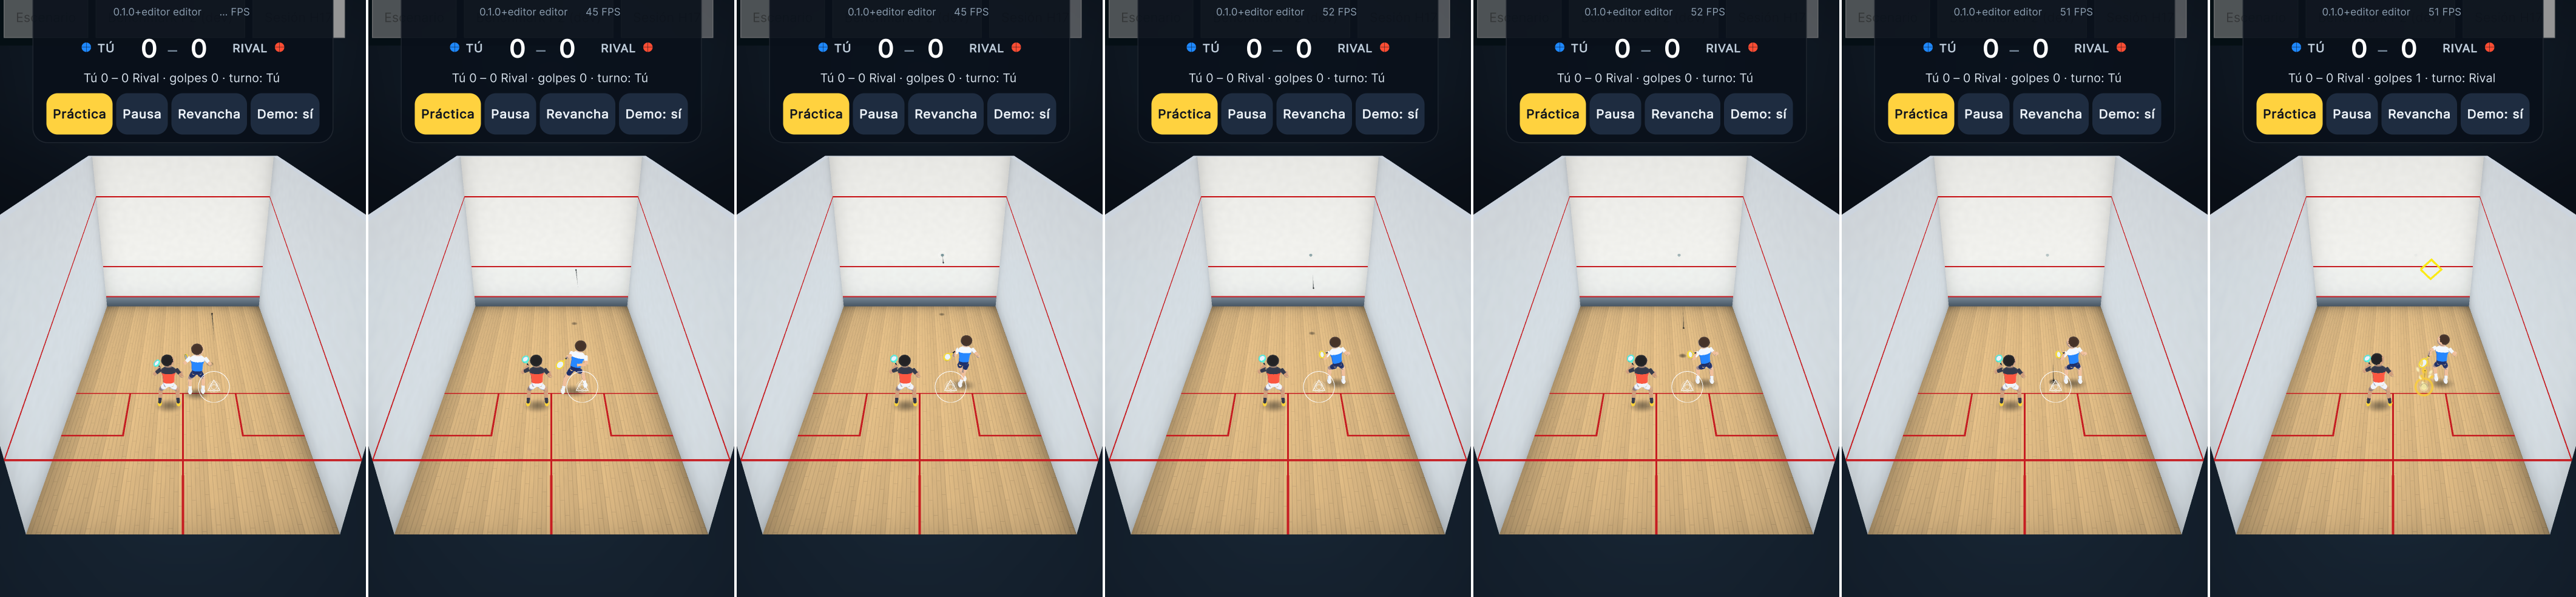 Es
0.1.0+editor editor ... FPS
TÚ 0 – 0 RIVAL
Tú 0 – 0 Rival · golpes 0 · turno: Tú
Práctica Pausa Revancha Demo: sí
Es
0.1.0+editor editor 45 FPS
TÚ 0 – 0 RIVAL
Tú 0 – 0 Rival · golpes 0 · turno: Tú
Práctica Pausa Revancha Demo: sí
Es
0.1.0+editor editor 45 FPS
TÚ 0 – 0 RIVAL
Tú 0 – 0 Rival · golpes 0 · turno: Tú
Práctica Pausa Revancha Demo: sí
Es
0.1.0+editor editor 52 FPS
TÚ 0 – 0 RIVAL
Tú 0 – 0 Rival · golpes 0 · turno: Tú
Práctica Pausa Revancha Demo: sí
Es
0.1.0+editor editor 52 FPS
TÚ 0 – 0 RIVAL
Tú 0 – 0 Rival · golpes 0 · turno: Tú
Práctica Pausa Revancha Demo: sí
Es
0.1.0+editor editor 51 FPS
TÚ 0 – 0 RIVAL
Tú 0 – 0 Rival · golpes 0 · turno: Tú
Práctica Pausa Revancha Demo: sí
Es
0.1.0+editor editor 51 FPS
TÚ 0 – 0 RIVAL
Tú 0 – 0 Rival · golpes 1 · turno: Rival
Práctica Pausa Revancha Demo: sí